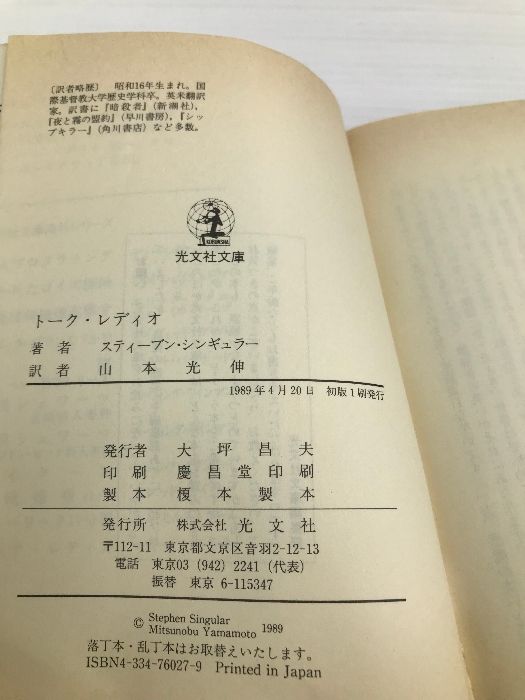 〔訳者略歴〕 昭和16年生まれ。国
際基督教大学歴史学科卒。英米翻訳
家。訳書に『暗殺者』(新潮社),
『夜と霧の盟約』(早川書房),『シッ
プキラー』(角川書店)など多数。
KOBUNSHA
光文社文庫
トーク・レディオ
著者 スティーブン・シンギュラー
訳者 山本光伸
1989年4月20日 初版1刷発行
発行者 大坪昌夫
印刷 慶昌堂印刷
製本 榎本製本
発行所 株式会社 光文社
〒112-11 東京都文京区音羽2-12-13
電話 東京03(942)2241(代表)
振替 東京6-115347
© Stephen Singular
Mitsunobu Yamamoto 1989
落丁本・乱丁本はお取替えいたします。
ISBN4-334-76027-9 Printed in Japan